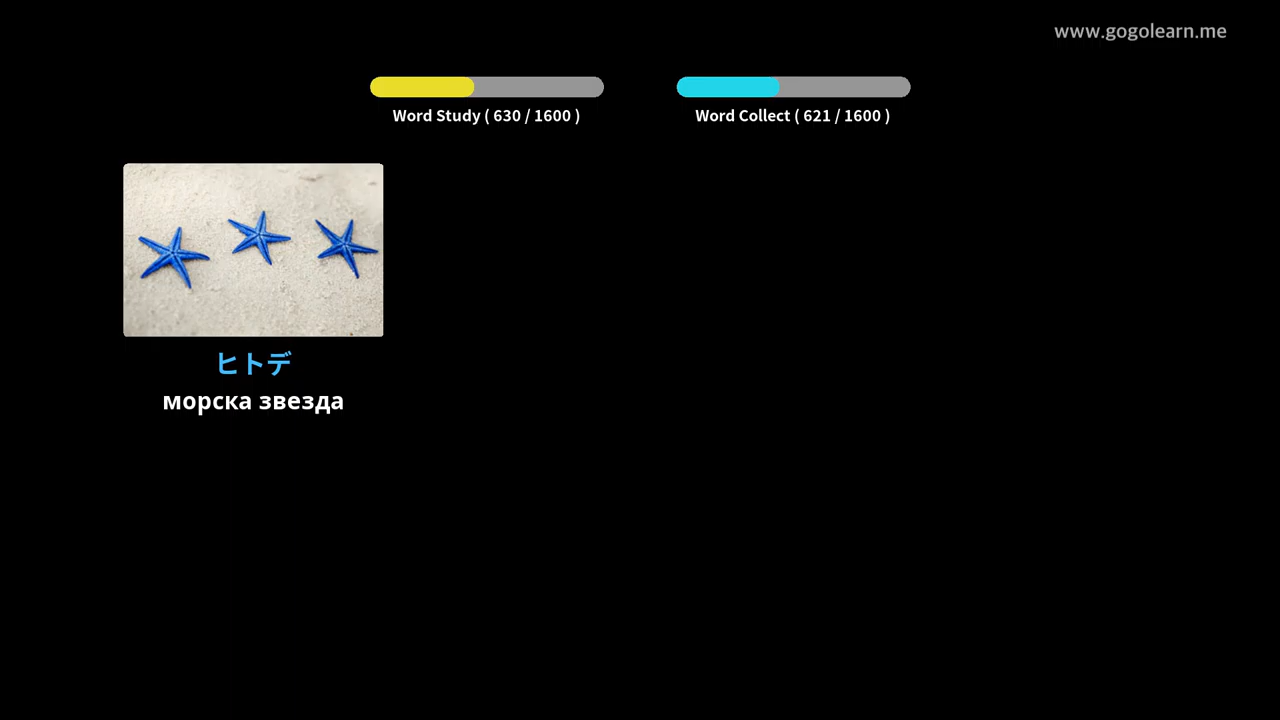 www.gogolearn.me
Word Study ( 630 / 1600 )
Word Collect ( 621 / 1600 )
ヒトデ
морска звезда